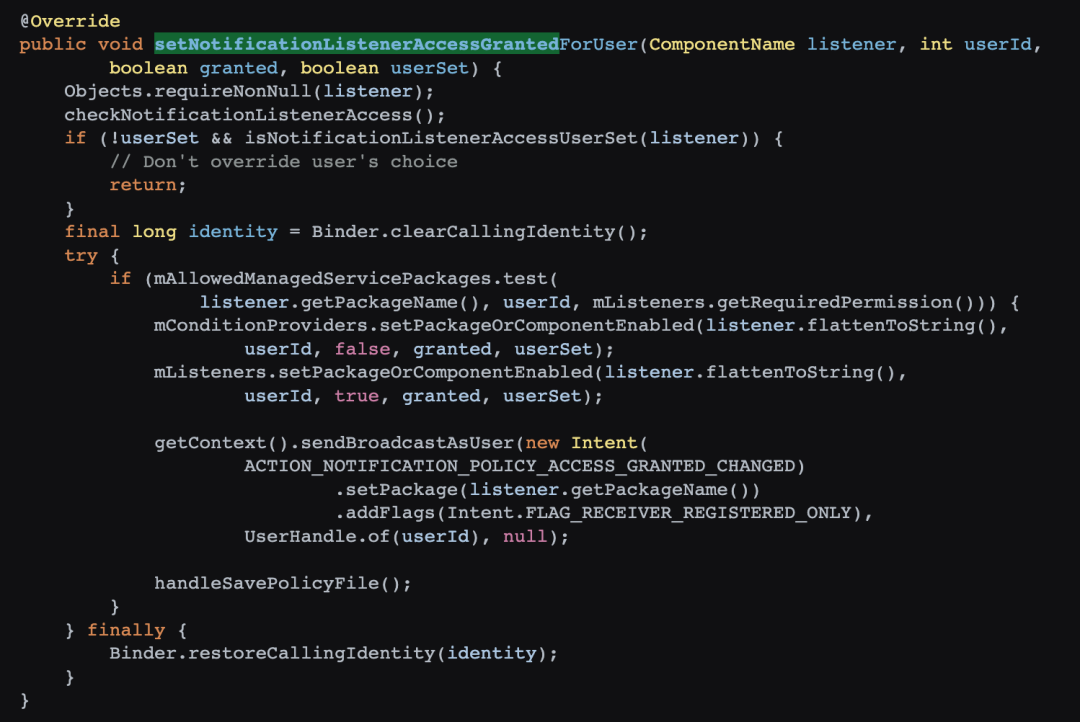 @Override
public void setNotificationListenerAccessGrantedForUser(ComponentName listener, int userId,
        boolean granted, boolean userSet) {
    Objects.requireNonNull(listener);
    checkNotificationListenerAccess();
    if (!userSet && isNotificationListenerAccessUserSet(listener)) {
        // Don't override user's choice
        return;
    }
    final long identity = Binder.clearCallingIdentity();
    try {
        if (mAllowedManagedServicePackages.test(
                listener.getPackageName(), userId, mListeners.getRequiredPermission())) {
            mConditionProviders.setPackageOrComponentEnabled(listener.flattenToString(),
                    userId, false, granted, userSet);
            mListeners.setPackageOrComponentEnabled(listener.flattenToString(),
                    userId, true, granted, userSet);

            getContext().sendBroadcastAsUser(new Intent(
                    ACTION_NOTIFICATION_POLICY_ACCESS_GRANTED_CHANGED)
                            .setPackage(listener.getPackageName())
                            .addFlags(Intent.FLAG_RECEIVER_REGISTERED_ONLY),
                    UserHandle.of(userId), null);

            handleSavePolicyFile();
        }
    } finally {
        Binder.restoreCallingIdentity(identity);
    }
}